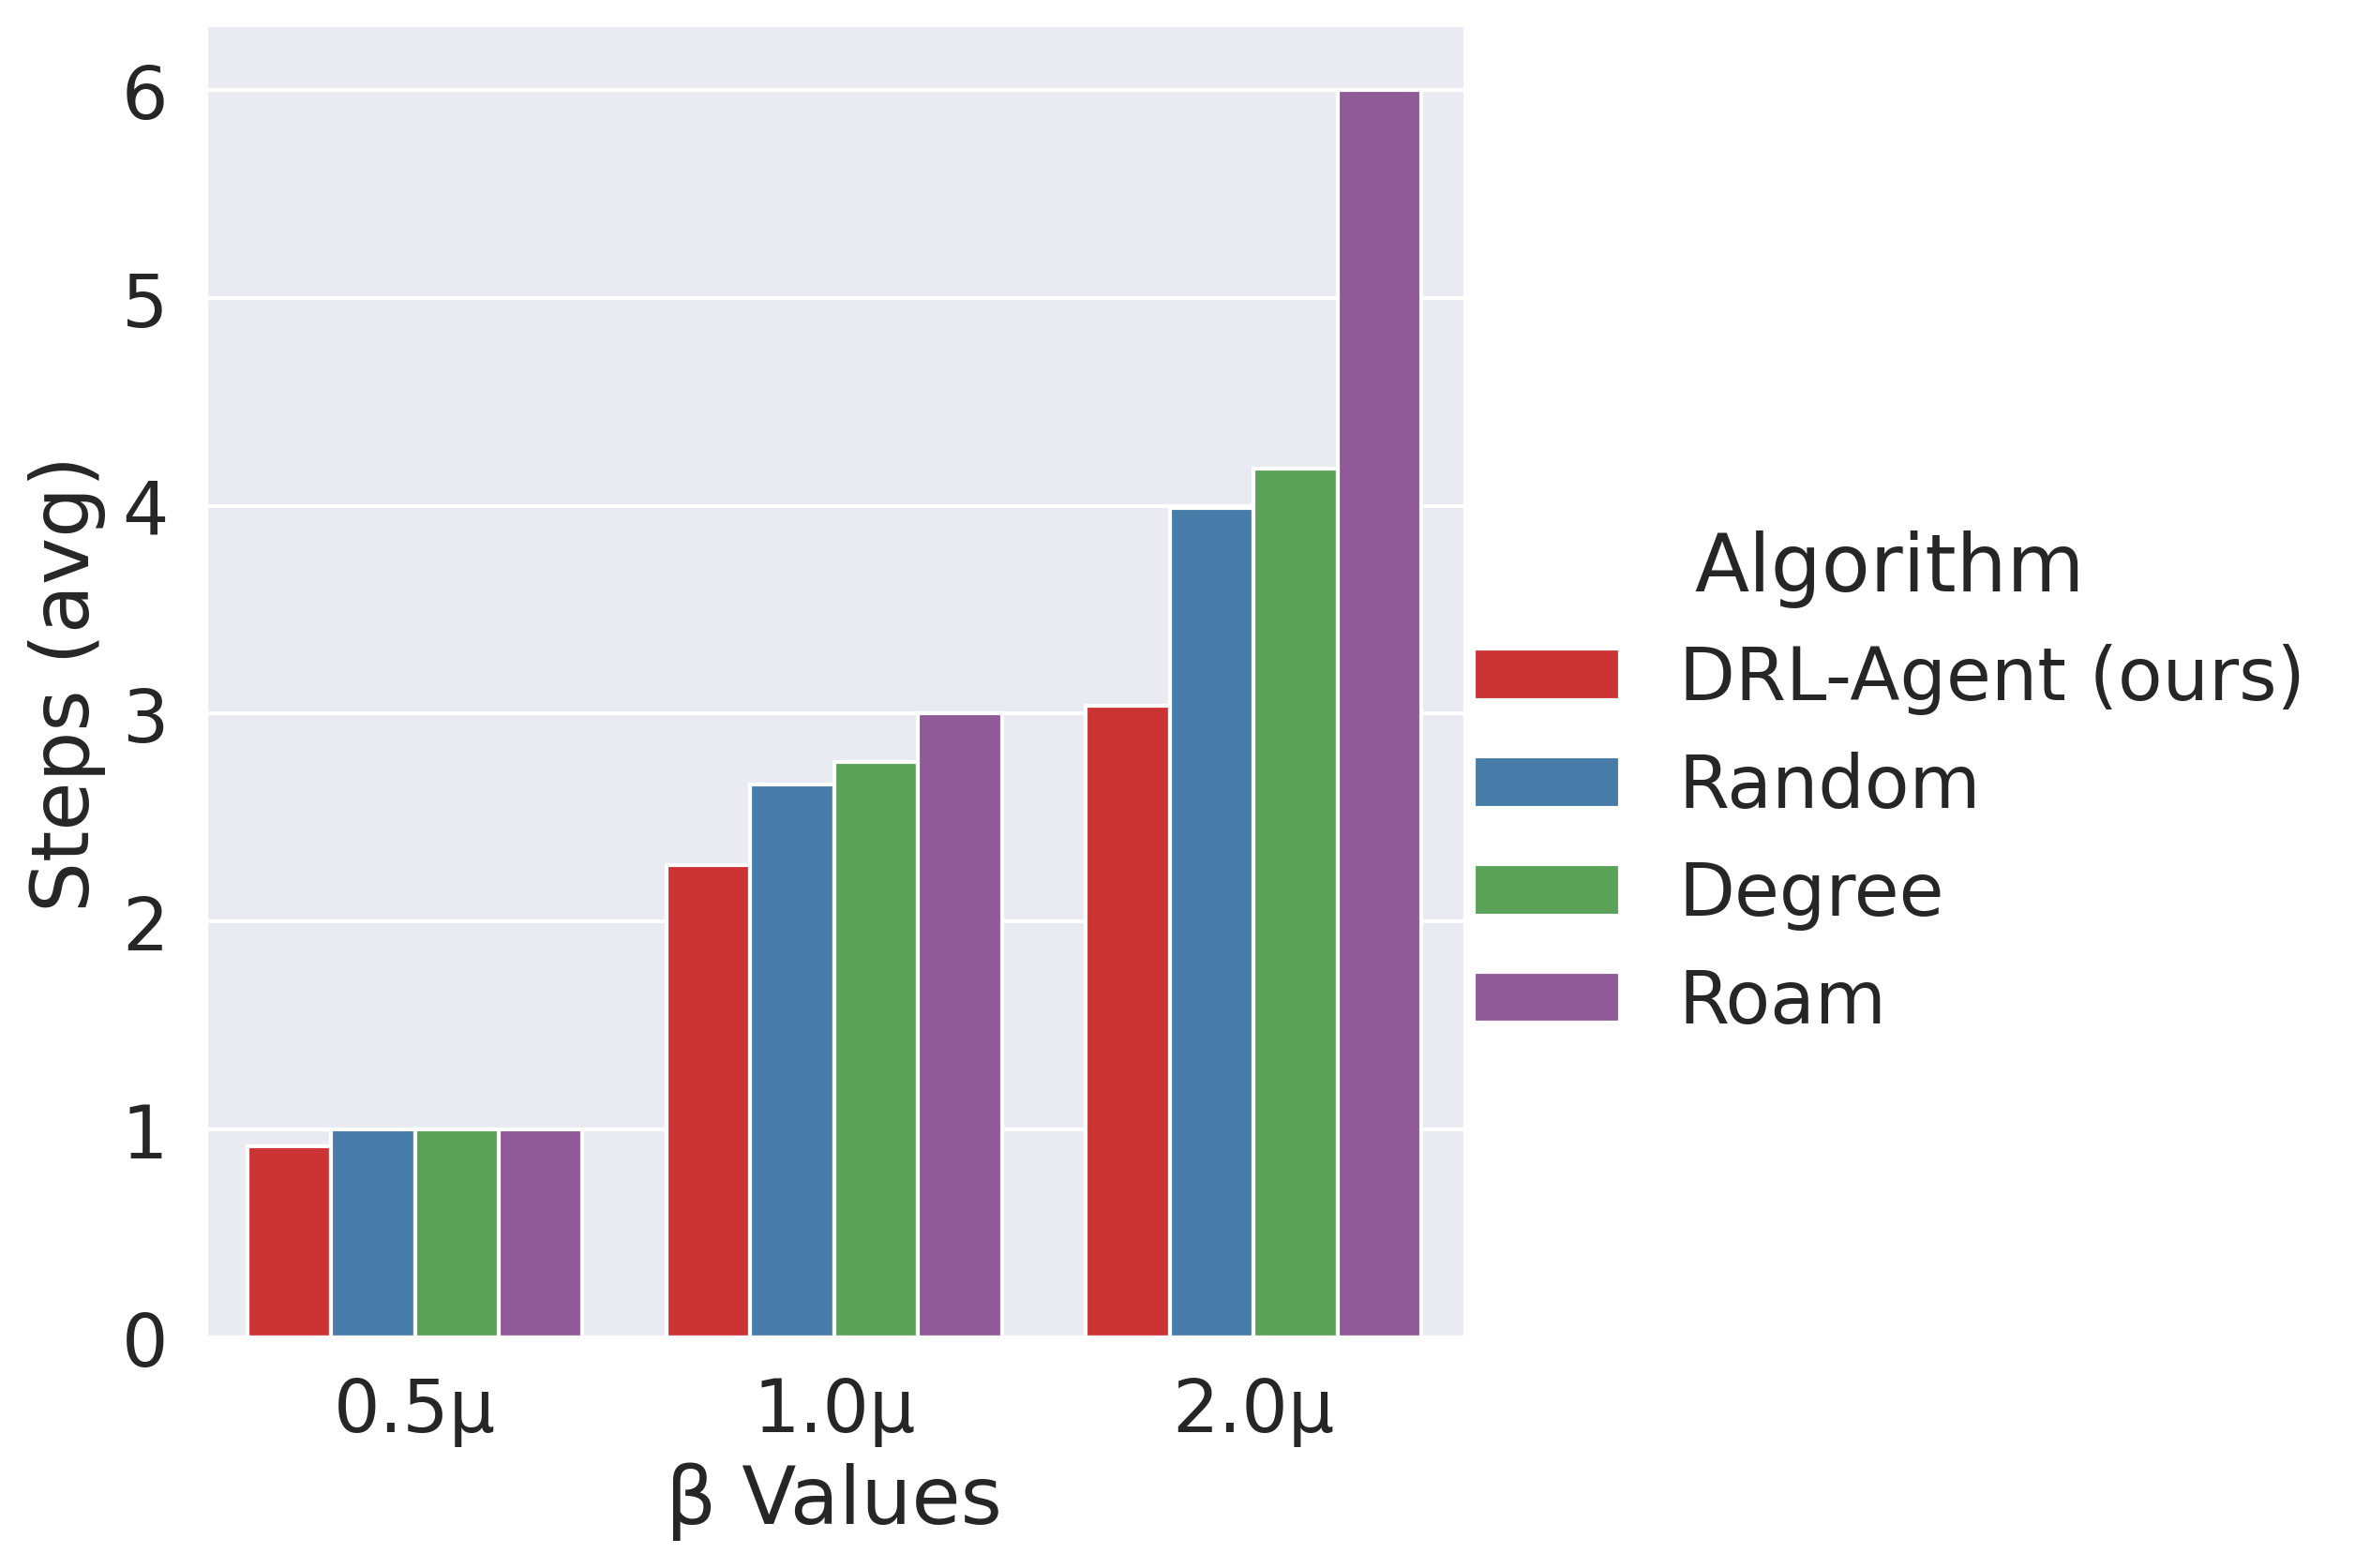 Steps (avg)
6
5
4
3
2
1
0
0.5μ
1.0μ
2.0μ
β Values
Algorithm
DRL-Agent (ours)
Random
Degree
Roam